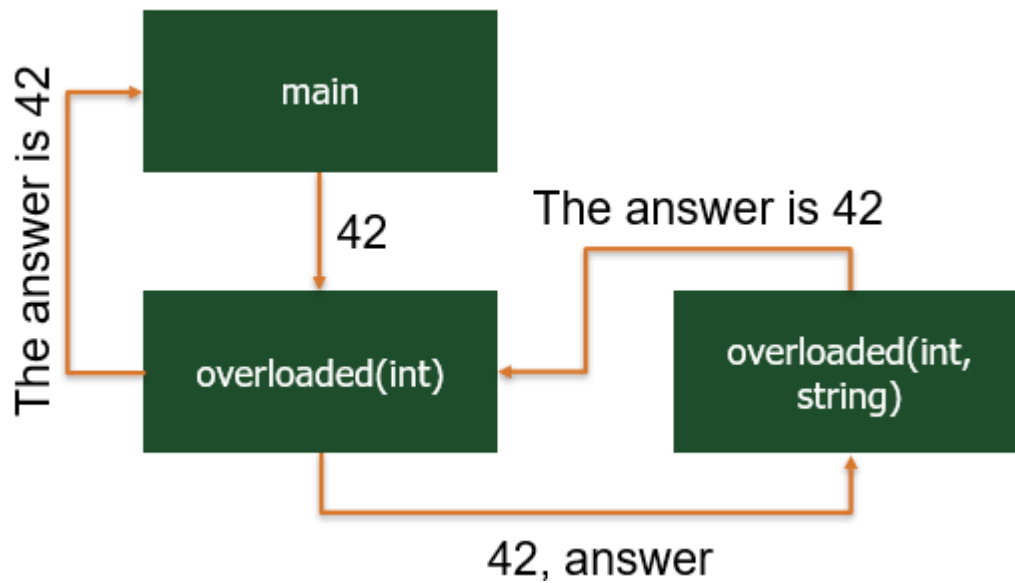 main
The answer is 42
42
The answer is 42
overloaded(int)
overloaded(int,
string)
42, answer